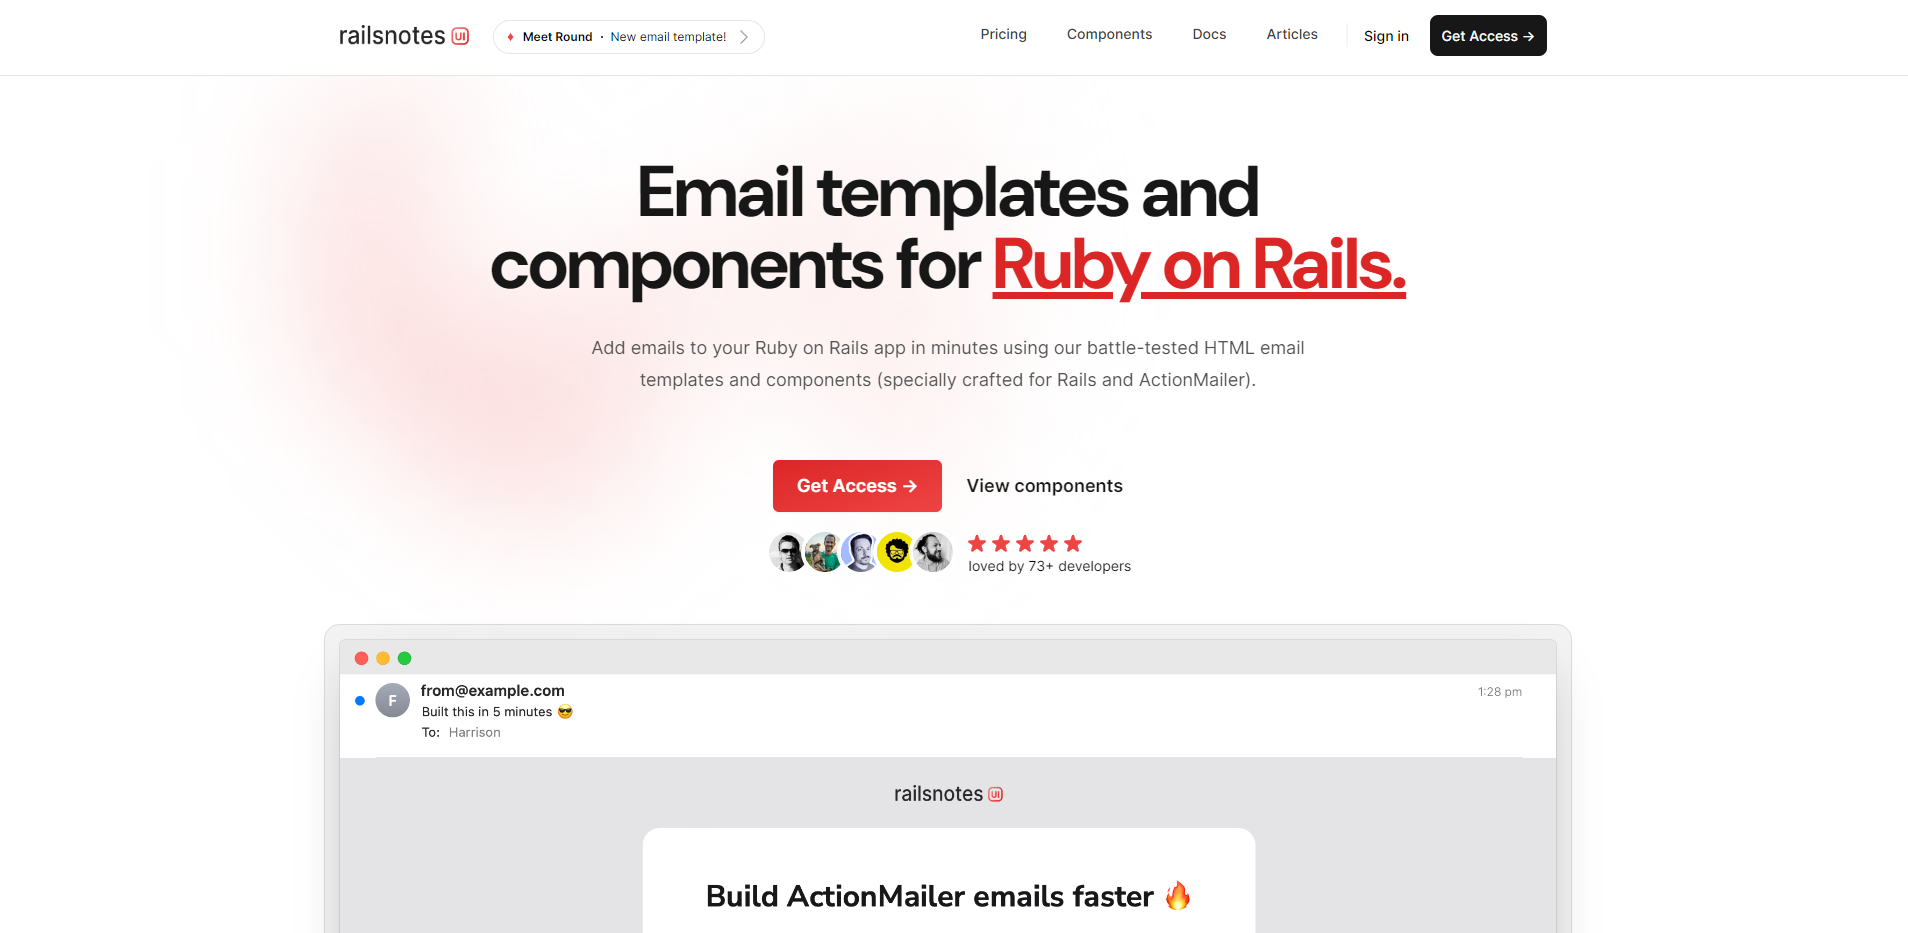 railsnotes UI
Meet Round · New email template!
Pricing
Components
Docs
Articles
Sign in
Get Access →
Email templates and
components for Ruby on Rails.
Add emails to your Ruby on Rails app in minutes using our battle-tested HTML email
templates and components (specially crafted for Rails and ActionMailer).
Get Access →
View components
loved by 73+ developers
F
from@example.com
1:28 pm
Built this in 5 minutes 😎
To: Harrison
railsnotes UI
Build ActionMailer emails faster 🔥